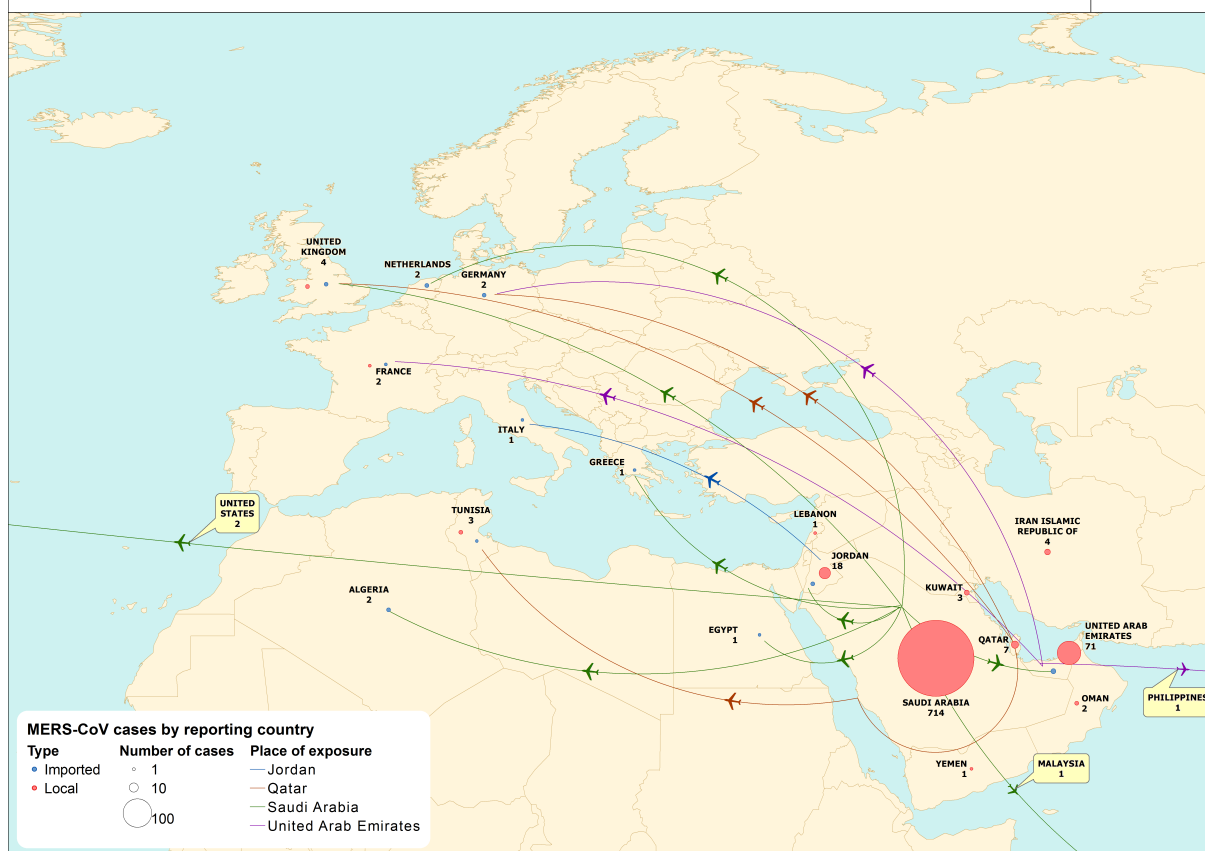 UNITED
KINGDOM
4
NETHERLANDS
2
GERMANY
2
FRANCE
2
ITALY
1
GREECE
1
UNITED
STATES
2
TUNISIA
3
LEBANON
1
IRAN ISLAMIC
REPUBLIC OF
4
JORDAN
18
ALGERIA
2
KUWAIT
3
EGYPT
1
QATAR
7
UNITED ARAB
EMIRATES
71
SAUDI ARABIA
714
OMAN
2
PHILIPPINES
1
YEMEN
1
MALAYSIA
1
MERS-CoV cases by reporting country
Type
Imported
Local
Number of cases
1
10
100
Place of exposure
Jordan
Qatar
Saudi Arabia
United Arab Emirates